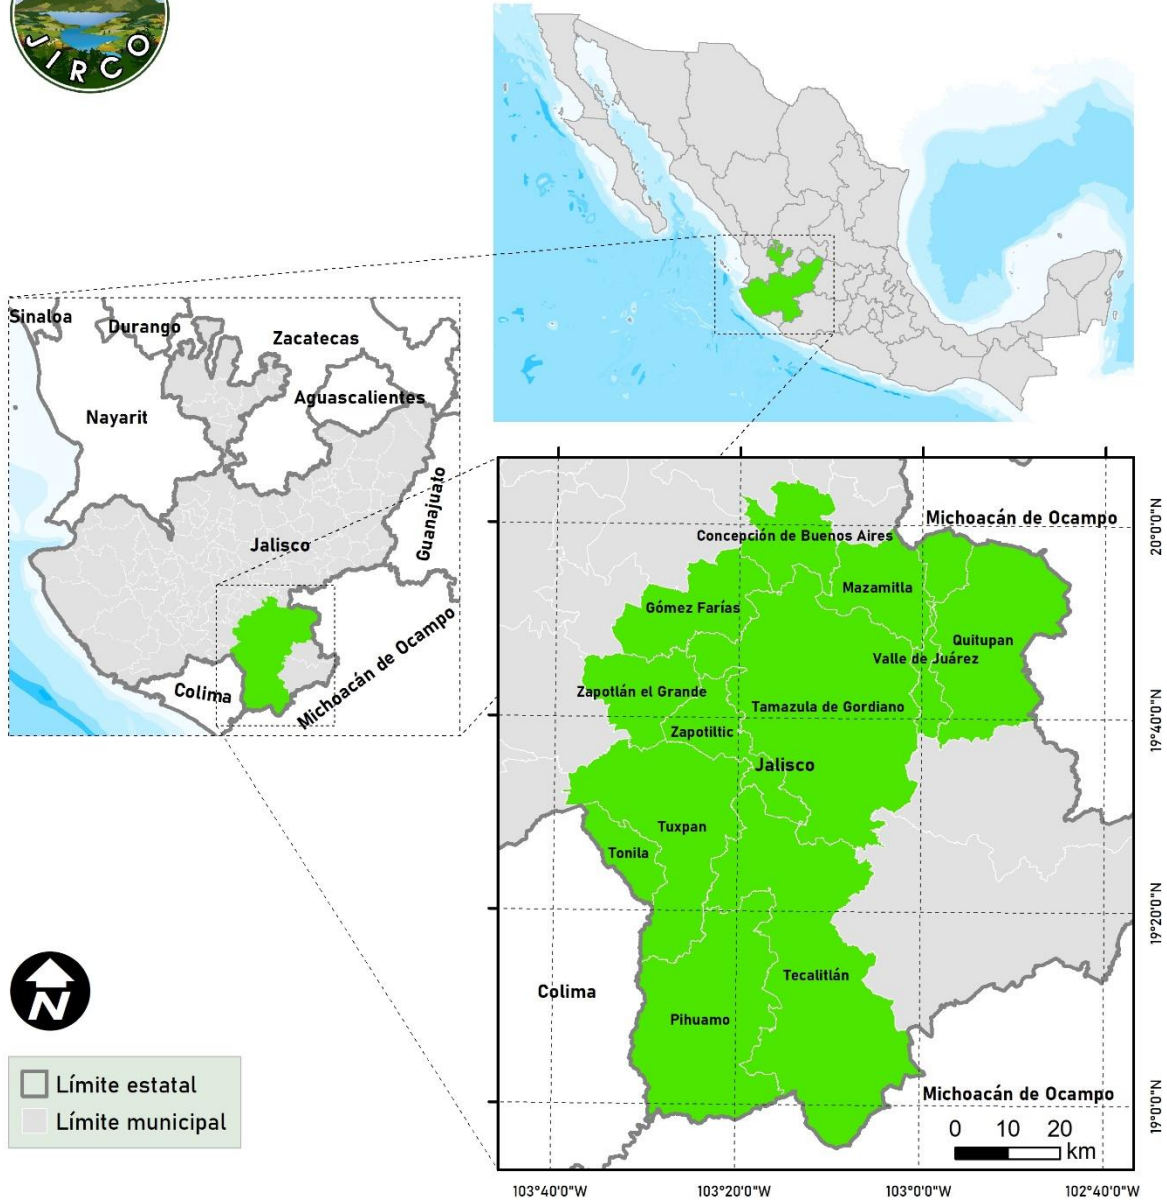 JIRCO
Sinaloa
Durango
Zacatecas
Nayarit
Aguascalientes
Guanajuato
Jalisco
Colima
Michoacán de Ocampo
Michoacán de Ocampo
Concepción de Buenos Aires
Mazamitla
Gómez Farías
Quitupan
Valle de Juárez
Zapotlán el Grande
Tamazula de Gordiano
Zapotiltic
Jalisco
Tuxpan
Tonila
Tecalitlán
Colima
Pihuamo
Michoacán de Ocampo
0 10 20
km
20°0'0"N
19°40'0"N
19°20'0"N
19°0'0"N
103°40'0"W 103°20'0"W 103°0'0"W 102°40'0"W
N
Límite estatal
Límite municipal